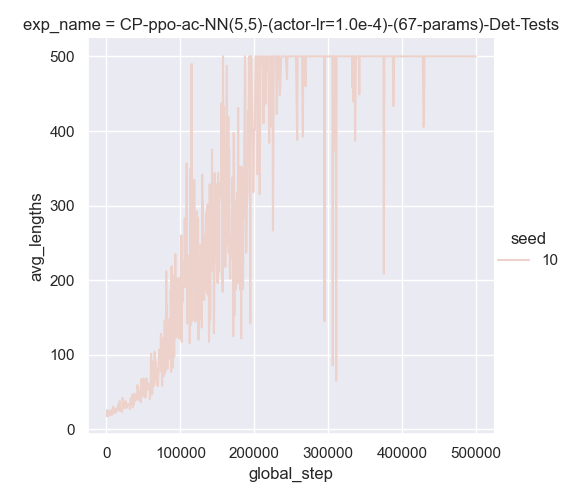 exp_name = CP-ppo-ac-NN(5,5)-(actor-lr=1.0e-4)-(67-params)-Det-Tests
500
400
300
200
100
0
avg_lengths
0 100000 200000 300000 400000 500000
global_step
seed
10